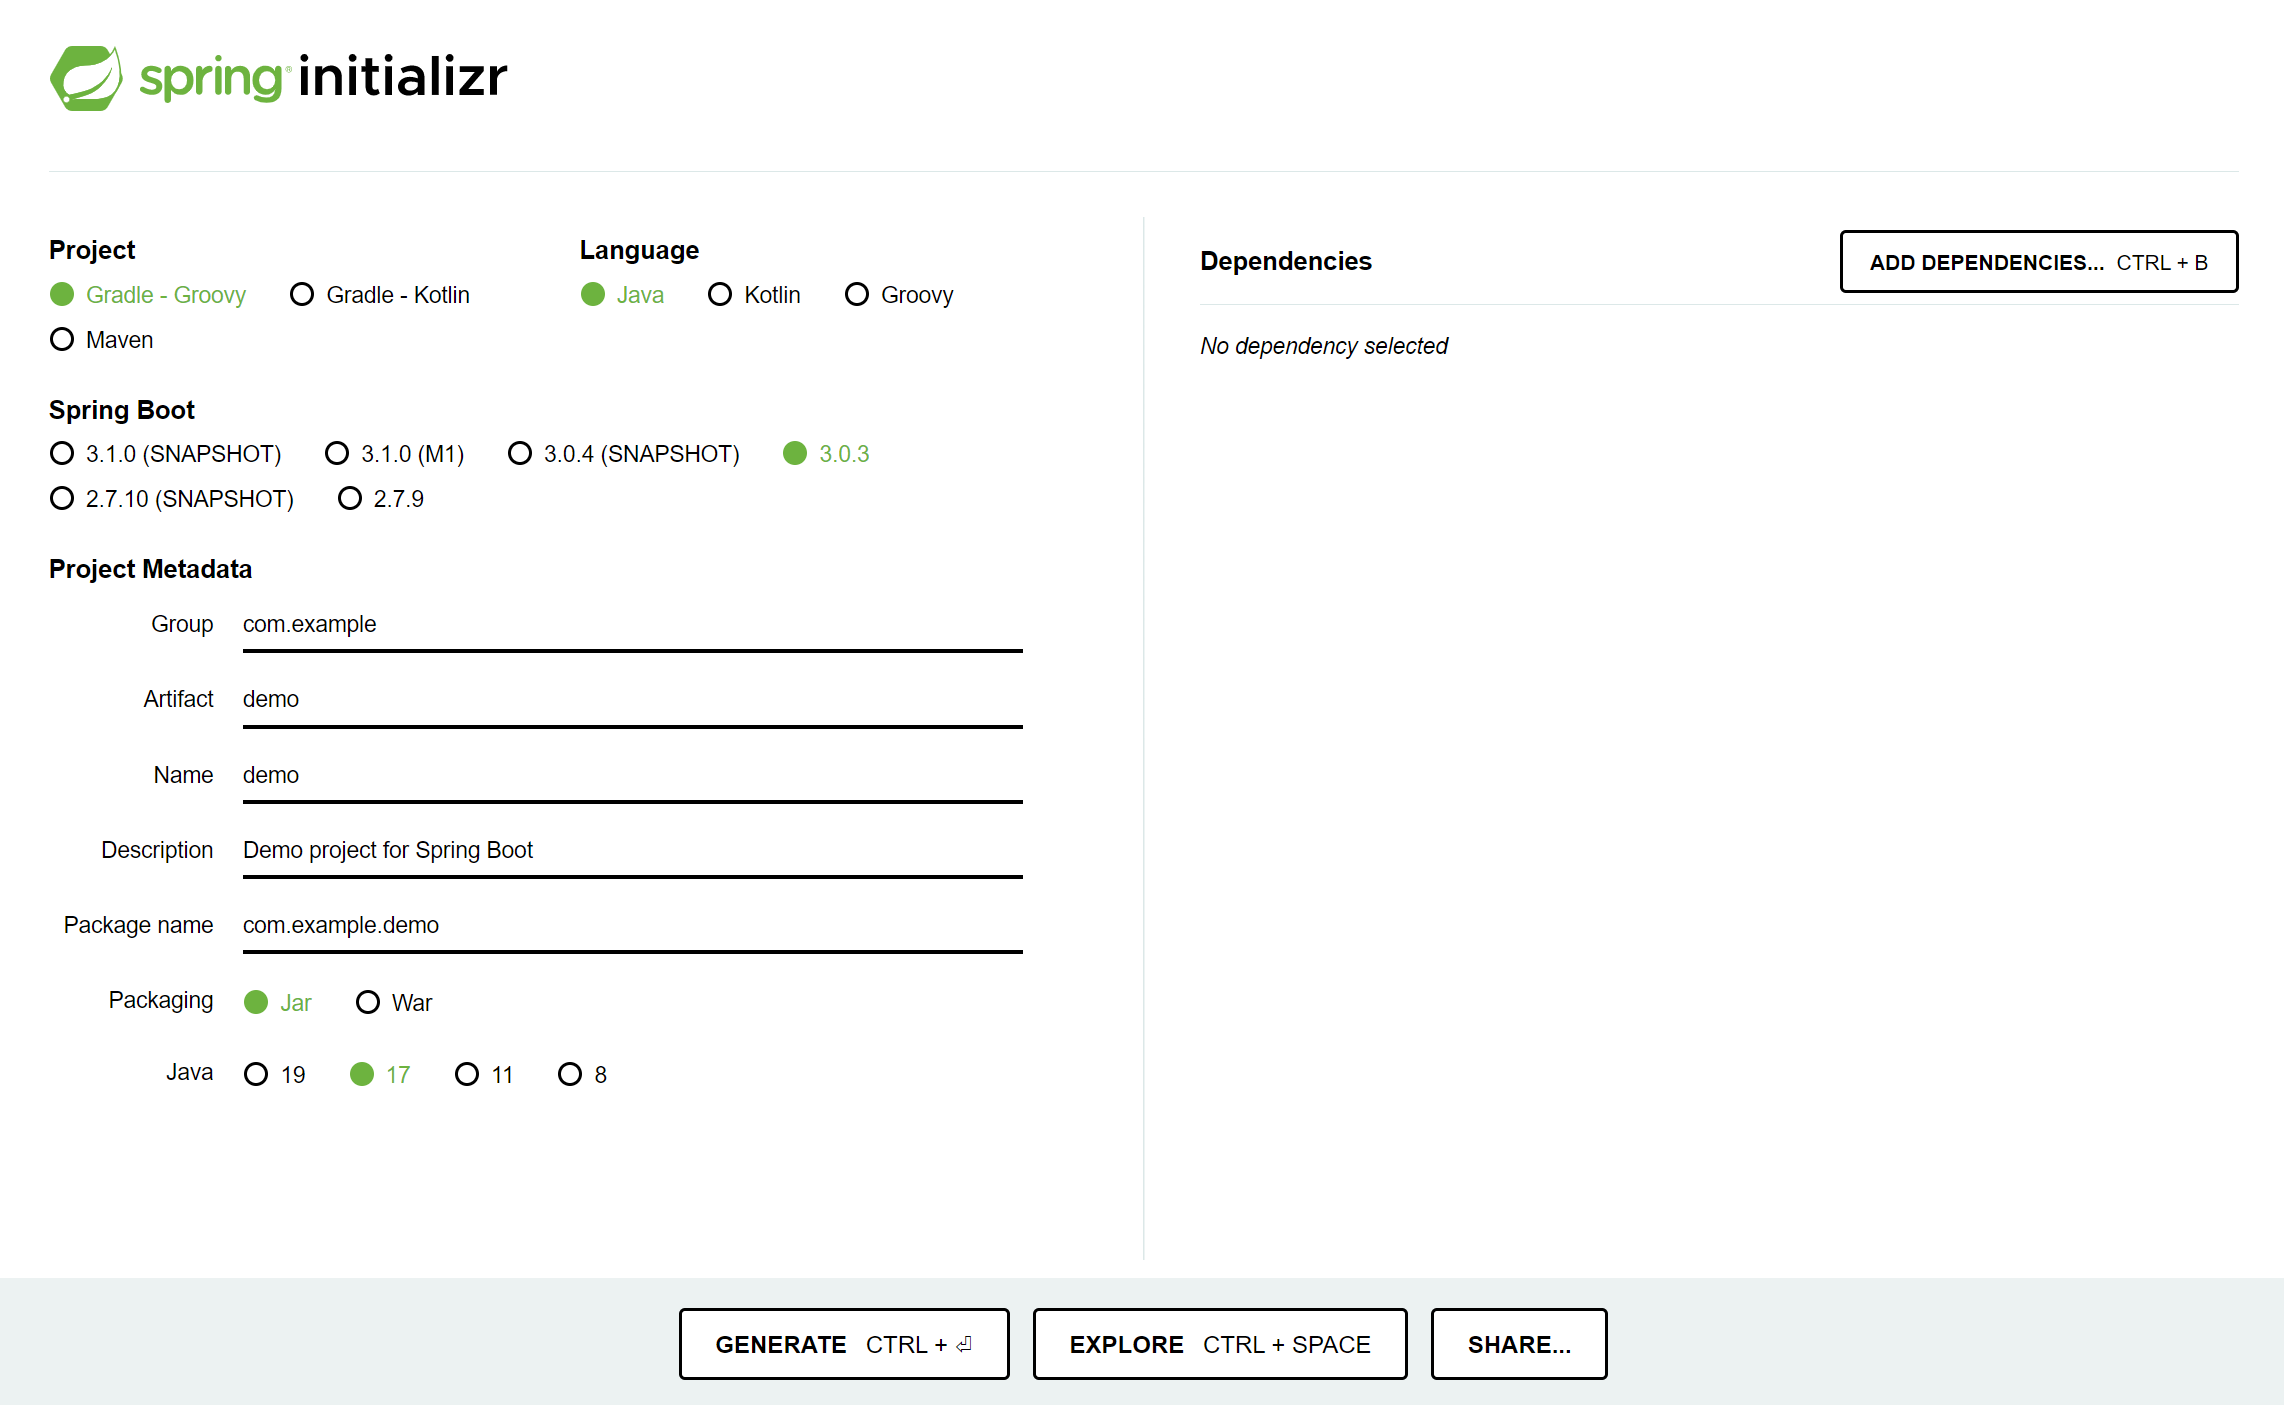 spring® initializr
Project
Gradle - Groovy Gradle - Kotlin
Maven
Language
Java Kotlin Groovy
Spring Boot
3.1.0 (SNAPSHOT) 3.1.0 (M1) 3.0.4 (SNAPSHOT) 3.0.3
2.7.10 (SNAPSHOT) 2.7.9
Project Metadata
Group com.example
Artifact demo
Name demo
Description Demo project for Spring Boot
Package name com.example.demo
Packaging Jar War
Java 19 17 11 8
Dependencies
ADD DEPENDENCIES... CTRL + B
No dependency selected
GENERATE CTRL + ⏎
EXPLORE CTRL + SPACE
SHARE...